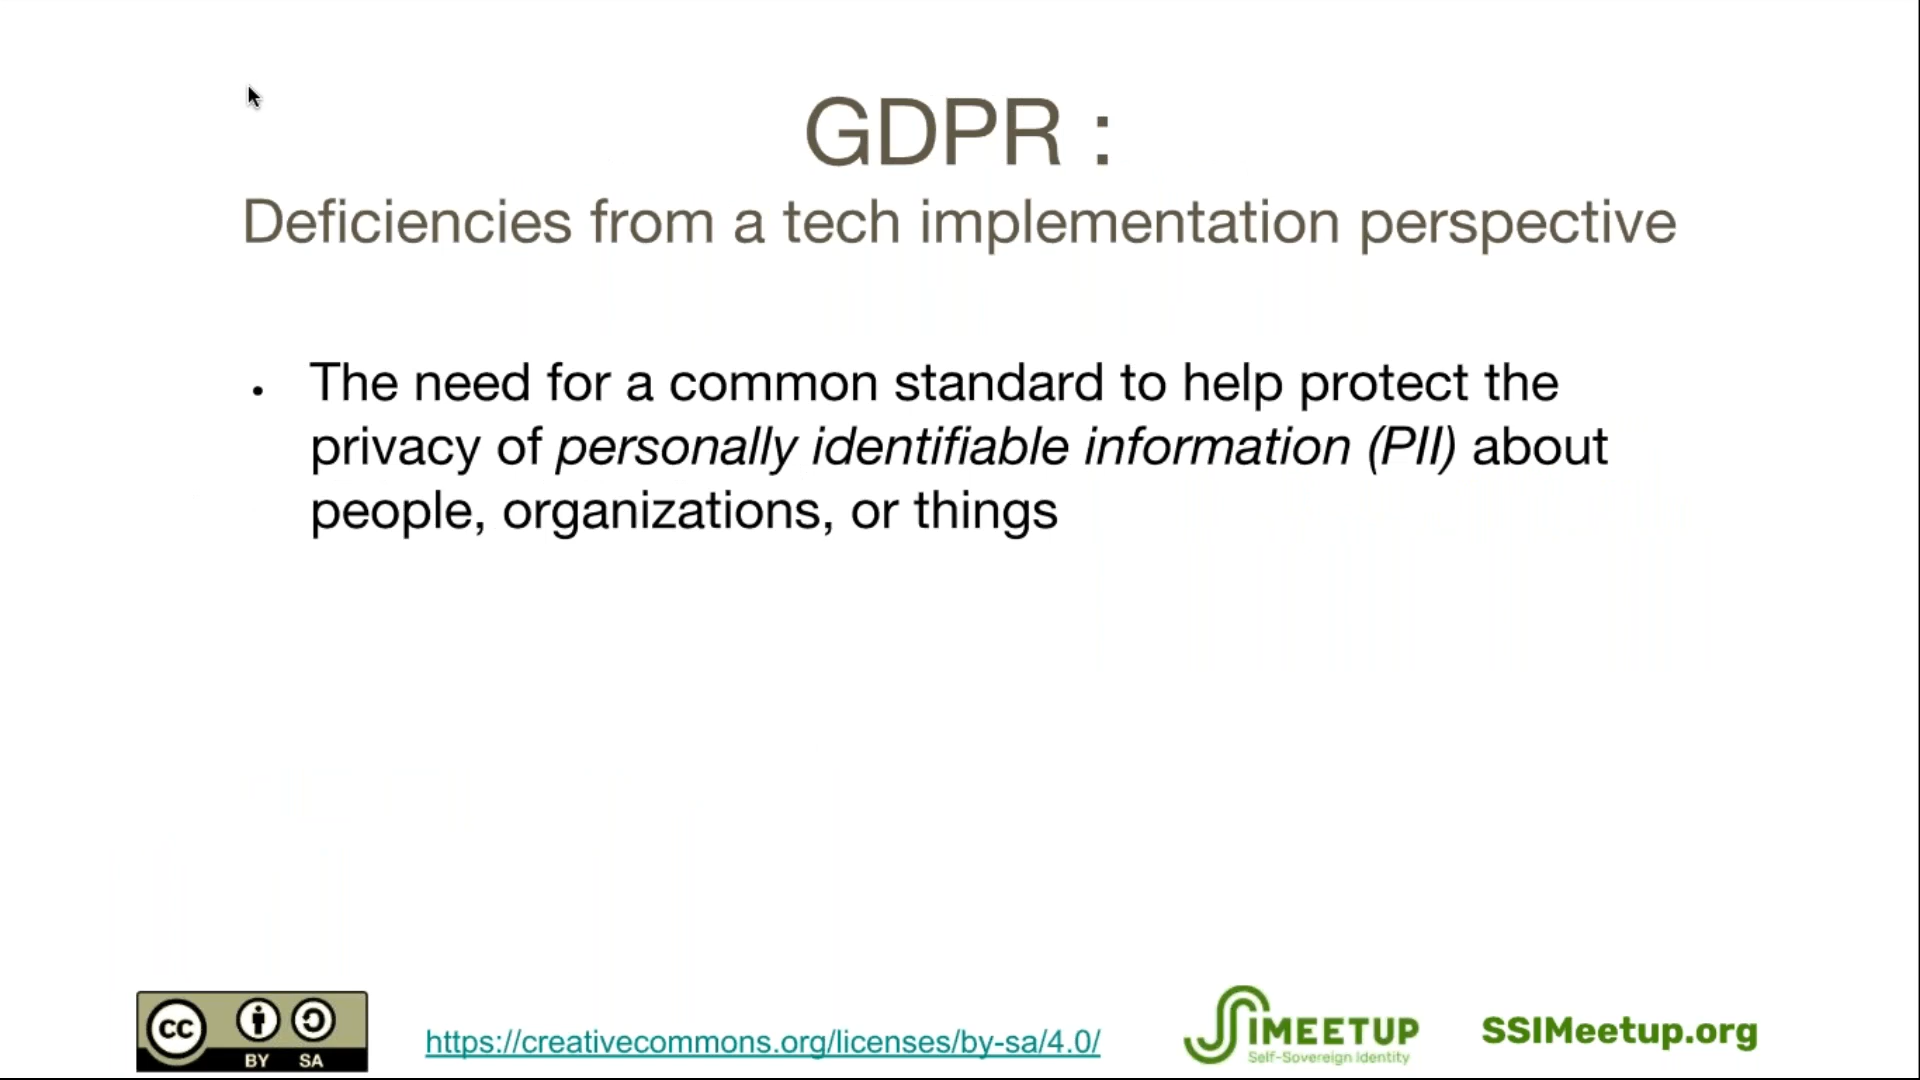 GDPR :
Deficiencies from a tech implementation perspective
• The need for a common standard to help protect the
privacy of personally identifiable information (PII) about
people, organizations, or things
CC BY SA
https://creativecommons.org/licenses/by-sa/4.0/
SSIMEETUP
Self-Sovereign Identity
SSIMeetup.org